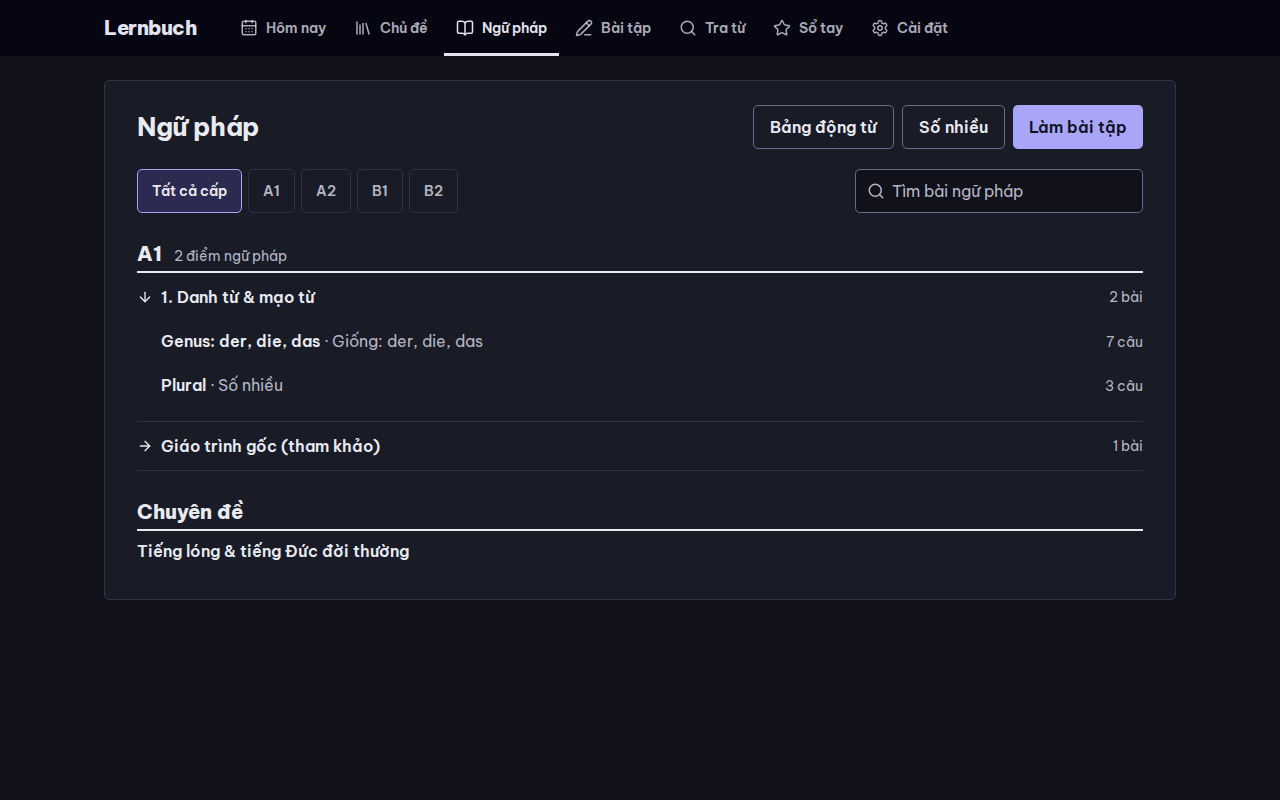 Lernbuch
Hôm nay
Chủ đề
Ngữ pháp
Bài tập
Tra từ
Sổ tay
Cài đặt
Ngữ pháp
Bảng động từ
Số nhiều
Làm bài tập
Tất cả cấp
A1
A2
B1
B2
Tìm bài ngữ pháp
A1 2 điểm ngữ pháp
1. Danh từ & mạo từ 2 bài
Genus: der, die, das · Giống: der, die, das 7 câu
Plural · Số nhiều 3 câu
Giáo trình gốc (tham khảo) 1 bài
Chuyên đề
Tiếng lóng & tiếng Đức đời thường